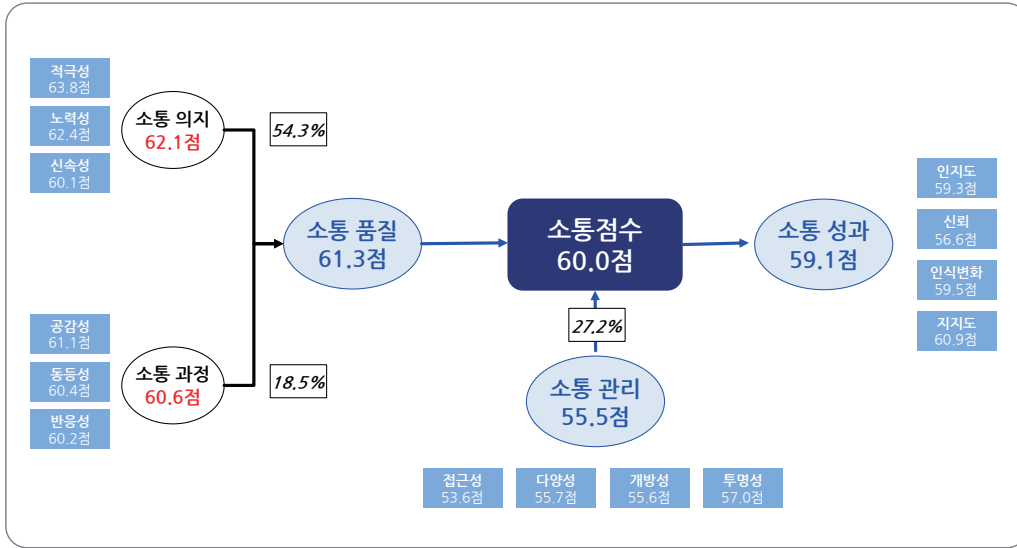 적극성
63.8점
노력성
62.4점
신속성
60.1점
소통 의지
62.1점
54.3%
소통 품질
61.3점
소통점수
60.0점
소통 성과
59.1점
인지도
59.3점
신뢰
56.6점
인식변화
59.5점
지지도
60.9점
27.2%
공감성
61.1점
동등성
60.4점
반응성
60.2점
소통 과정
60.6점
18.5%
소통 관리
55.5점
접근성
53.6점
다양성
55.7점
개방성
55.6점
투명성
57.0점